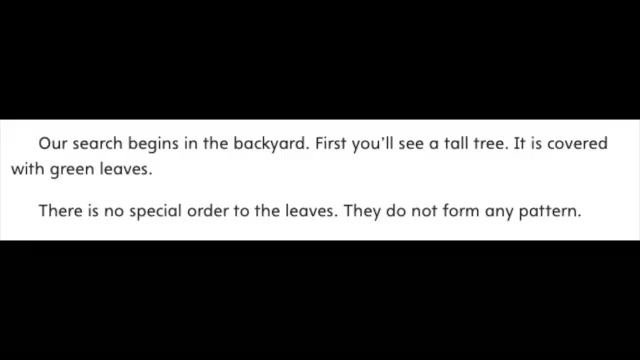 Our search begins in the backyard. First you'll see a tall tree. It is covered
with green leaves.
There is no special order to the leaves. They do not form any pattern.